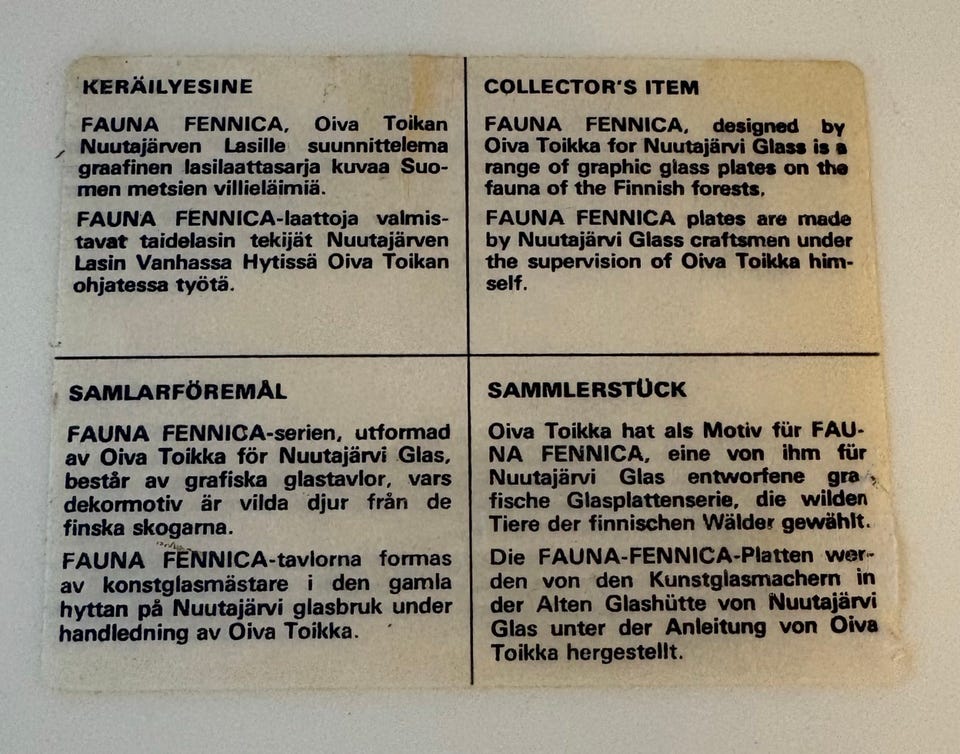 KERÄILYESINE
FAUNA FENNICA, Oiva Toikan
Nuutajärven Lasille suunnittelema
graafinen lasilaattasarja kuvaa Suo-
men metsien villieläimiä.
FAUNA FENNICA-laattoja valmis-
tavat taidelasin tekijät Nuutajärven
Lasin Vanhassa Hytissä Oiva Toikan
ohjatessa työtä.
COLLECTOR'S ITEM
FAUNA FENNICA, designed by
Oiva Toikka for Nuutajärvi Glass is a
range of graphic glass plates on the
fauna of the Finnish forests.
FAUNA FENNICA plates are made
by Nuutajärvi Glass craftsmen under
the supervision of Oiva Toikka him-
self.
SAMLARFÖREMÅL
FAUNA FENNICA-serien, utformad
av Oiva Toikka för Nuutajärvi Glas,
består av grafiska glastavlor, vars
dekormotiv är vilda djur från de
finska skogarna.
FAUNA FENNICA-tavlorna formas
av konstglasmästare i den gamla
hyttan på Nuutajärvi glasbruk under
handledning av Oiva Toikka.
SAMMLERSTÜCK
Oiva Toikka hat als Motiv für FAU-
NA FENNICA, eine von ihm für
Nuutajärvi Glas entworfene gra
fische Glasplattenserie, die wilden
Tiere der finnischen Wälder gewählt.
Die FAUNA-FENNICA-Platten wer-
den von den Kunstglasmachern in
der Alten Glashütte von Nuutajärvi
Glas unter der Anleitung von Oiva
Toikka hergestellt.